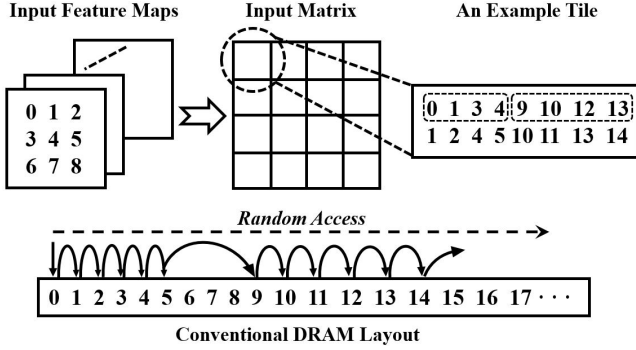 Input Feature Maps
Input Matrix
An Example Tile
0 1 2
3 4 5
6 7 8
0 1 3 4 9 10 12 13
1 2 4 5 10 11 13 14
Random Access
0 1 2 3 4 5 6 7 8 9 10 11 12 13 14 15 16 17 · · ·
Conventional DRAM Layout